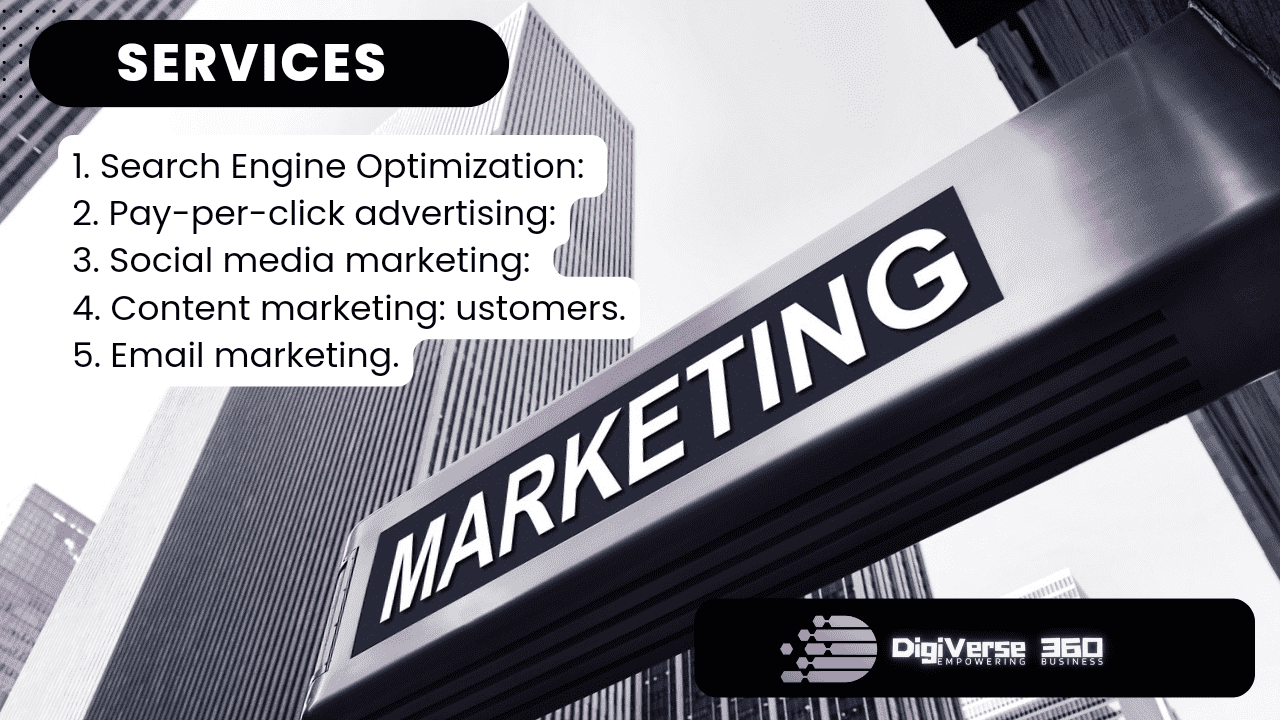 SERVICES
1. Search Engine Optimization:
2. Pay-per-click advertising:
3. Social media marketing:
4. Content marketing: ustomers.
5. Email marketing.
MARKETING
DigiVerse 360
EMPOWERING BUSINESS